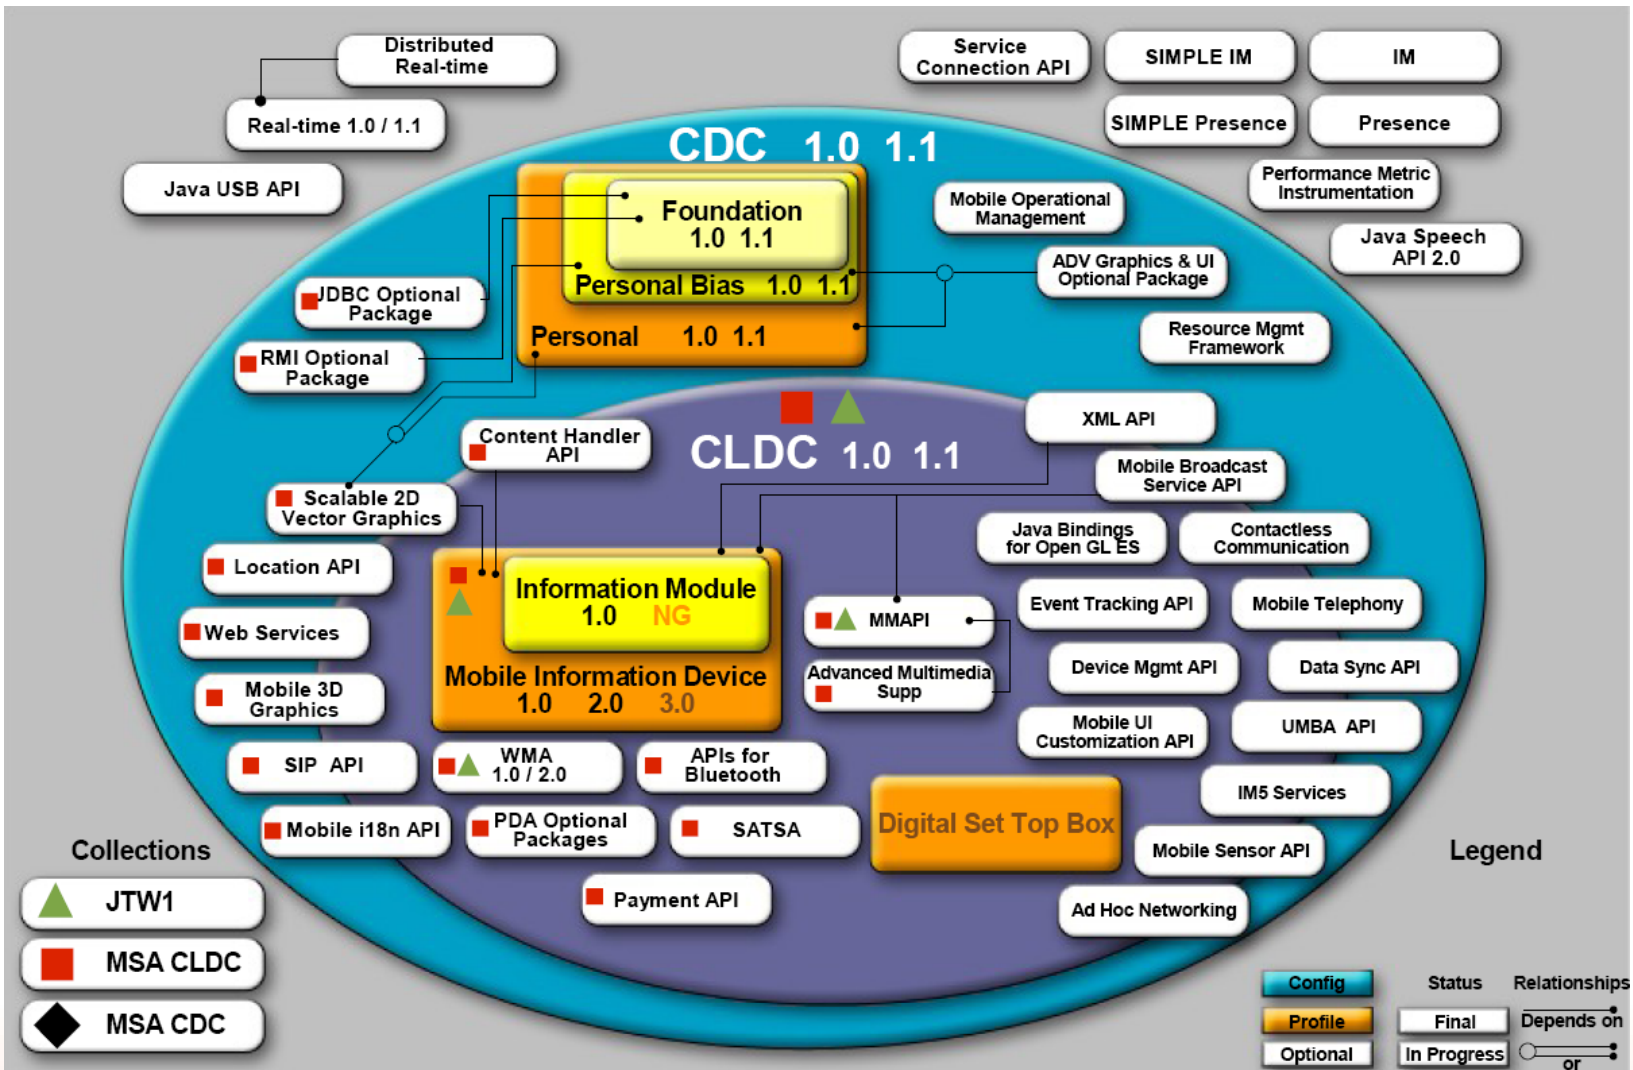 Distributed
Real-time
Real-time 1.0 / 1.1
Java USB API
Service
Connection API
SIMPLE IM
IM
SIMPLE Presence
Presence
Performance Metric
Instrumentation
Java Speech
API 2.0
CDC 1.0 1.1
Foundation
1.0 1.1
Personal Bias 1.0 1.1
Personal 1.0 1.1
Mobile Operational
Management
ADV Graphics & UI
Optional Package
Resource Mgmt
Framework
JDBC Optional
Package
RMI Optional
Package
Content Handler
API
Scalable 2D
Vector Graphics
CLDC 1.0 1.1
XML API
Mobile Broadcast
Service API
Java Bindings
for Open GL ES
Contactless
Communication
Location API
Web Services
Mobile 3D
Graphics
Information Module
1.0 NG
Mobile Information Device
1.0 2.0 3.0
MMAPI
Advanced Multimedia
Supp
Event Tracking API
Mobile Telephony
Device Mgmt API
Data Sync API
Mobile UI
Customization API
UMBA API
SIP API
WMA
1.0 / 2.0
APIs for
Bluetooth
IM5 Services
Mobile i18n API
PDA Optional
Packages
SATSA
Digital Set Top Box
Mobile Sensor API
Payment API
Ad Hoc Networking
Collections
JTW1
MSA CLDC
MSA CDC
Legend
Config
Status
Relationships
Profile
Final
Depends on
Optional
In Progress
or